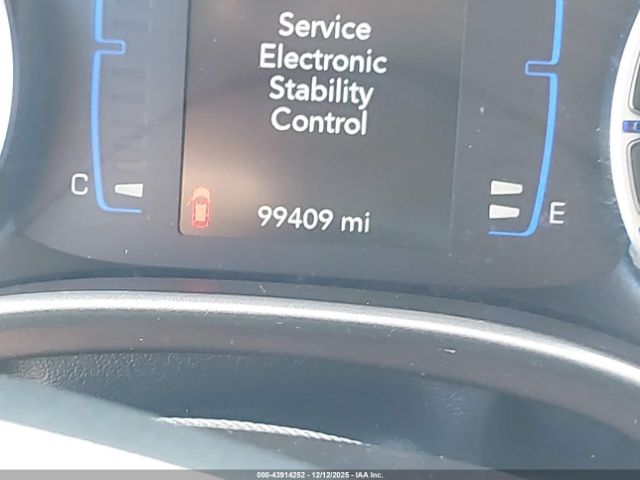 Service
Electronic
Stability
Control
C
99409 mi
E
000-43914252 - 12/12/2025 - IAA Inc.